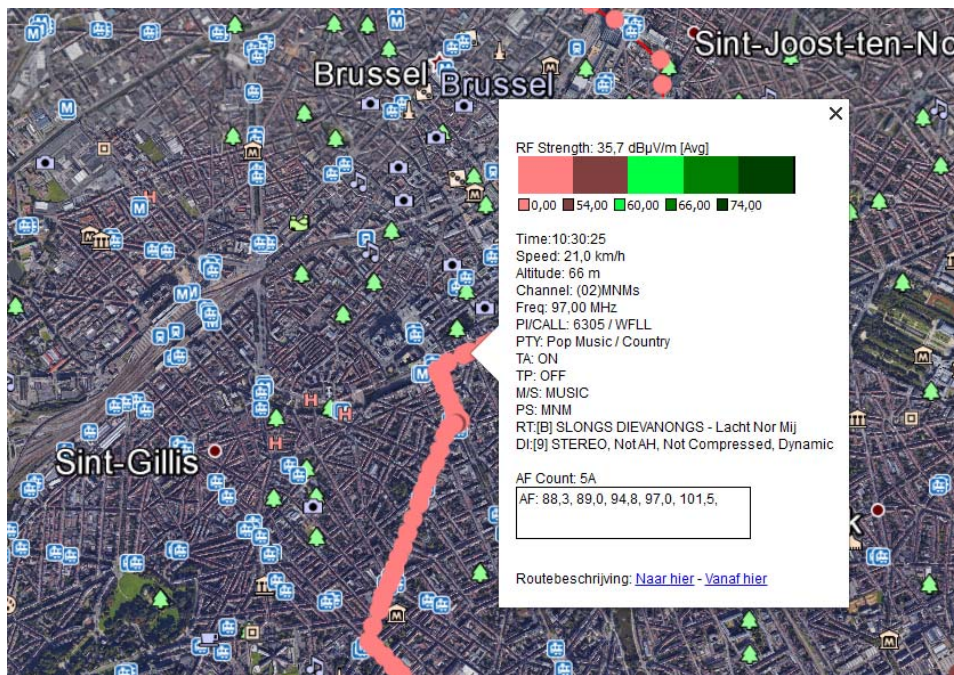 Brussel
Brussel
Sint-Joost-ten-No
RF Strength: 35,7 dBµV/m [Avg]
0,00 54,00 60,00 66,00 74,00
Time:10:30:25
Speed: 21,0 km/h
Altitude: 66 m
Channel: (02)MNMs
Freq: 97,00 MHz
PI/CALL: 6305 / WFLL
PTY: Pop Music / Country
TA: ON
TP: OFF
M/S: MUSIC
PS: MNM
RT:[B] SLONGS DIEVANONGS - Lacht Nor Mij
DI:[9] STEREO, Not AH, Not Compressed, Dynamic
AF Count: 5A
AF: 88,3, 89,0, 94,8, 97,0, 101,5,
Routebeschrijving: Naar hier - Vanaf hier
Sint-Gillis
k